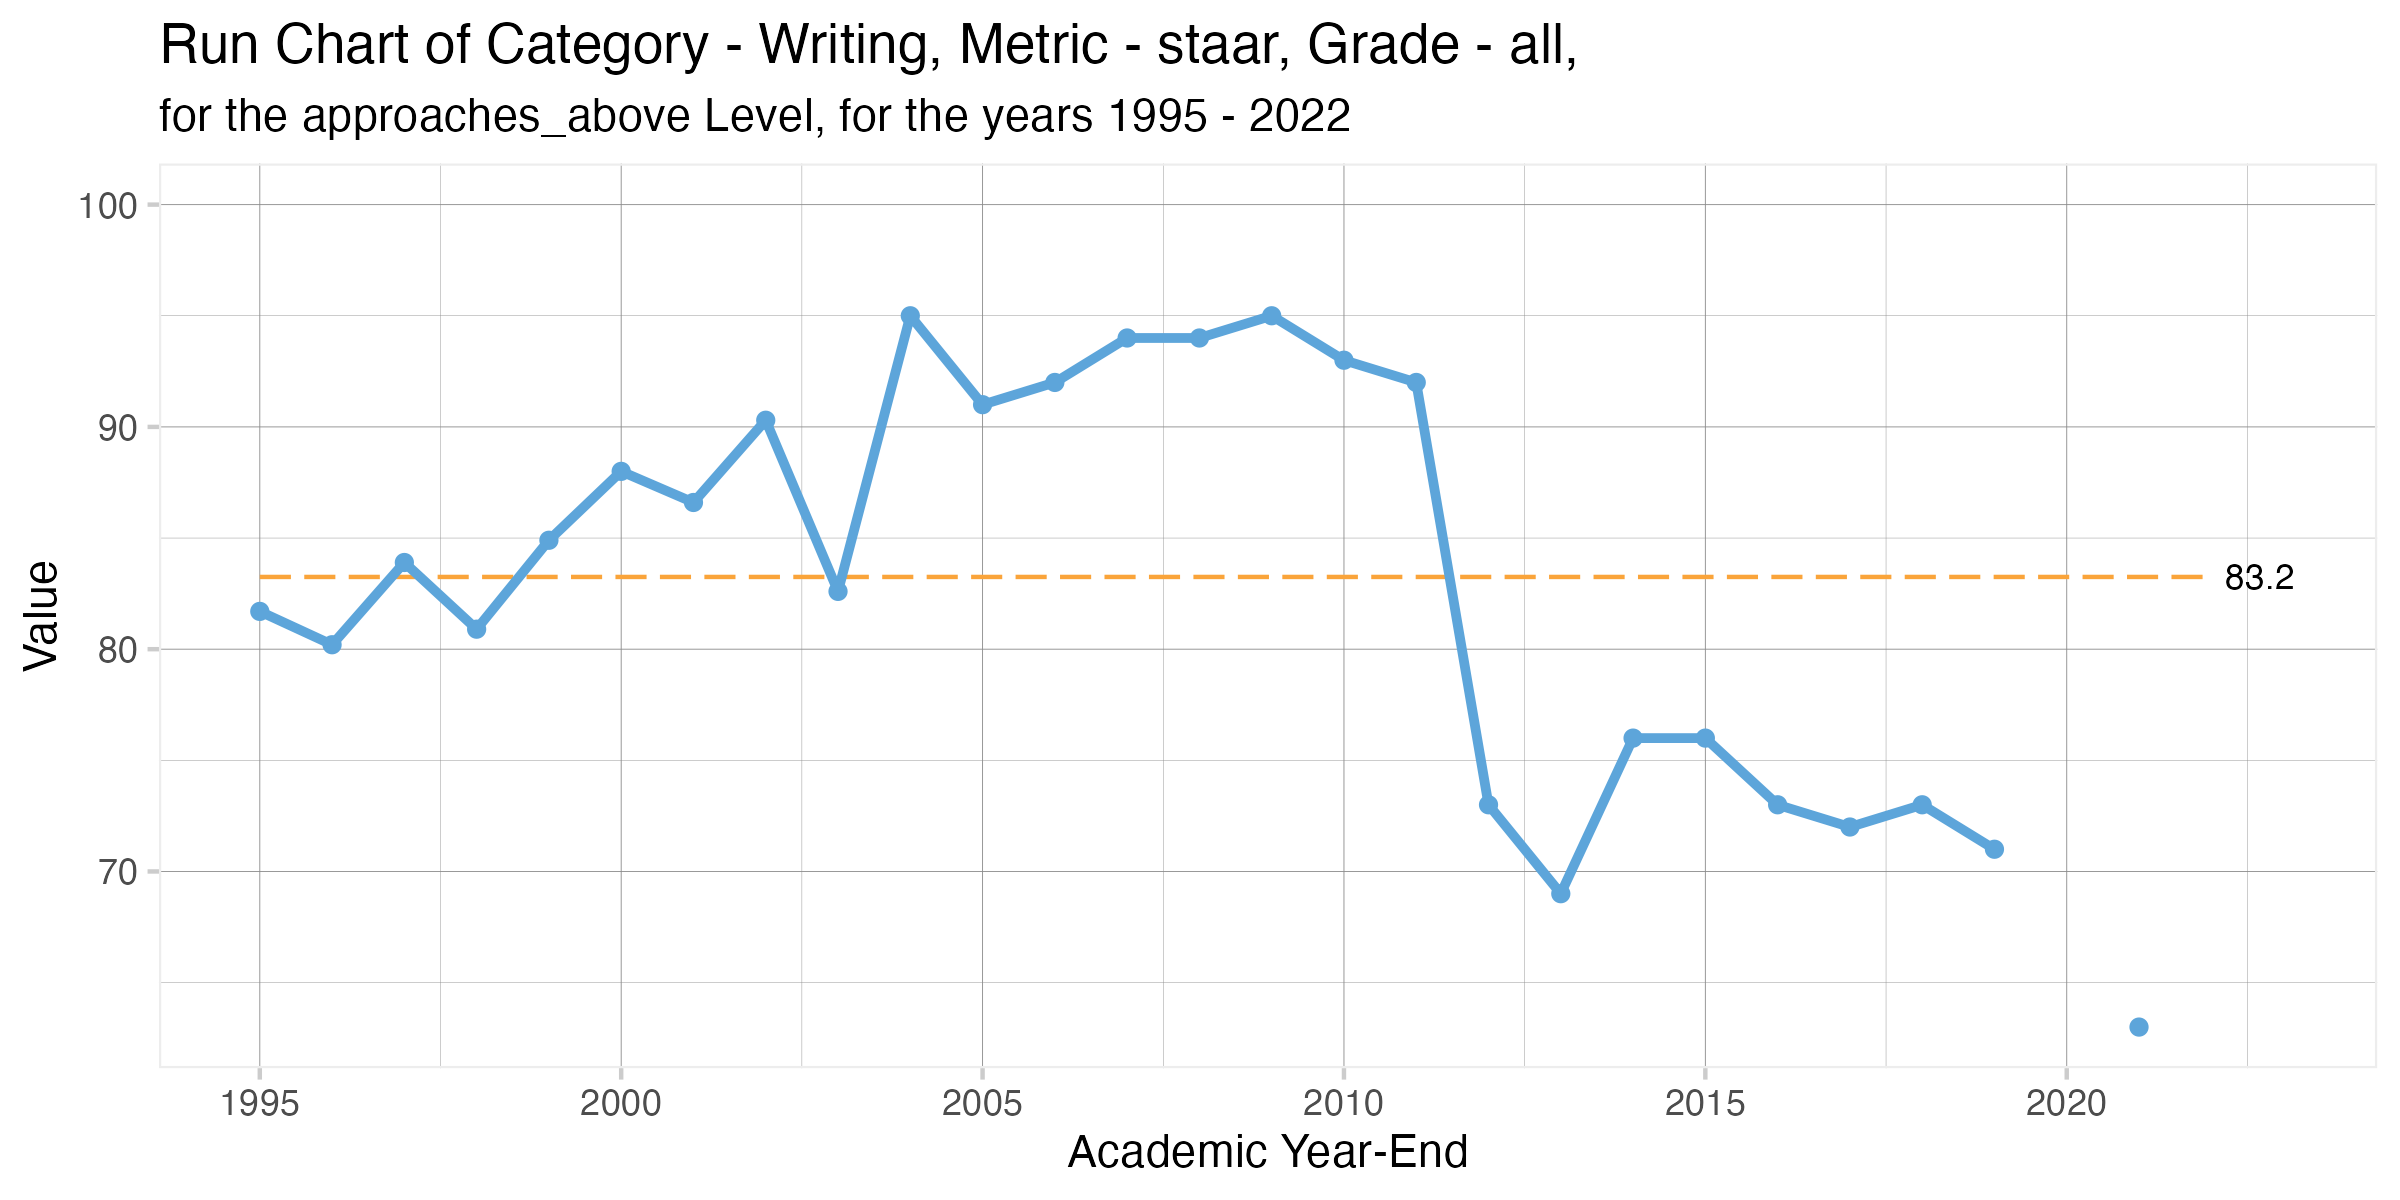 Run Chart of Category - Writing, Metric - staar, Grade - all,
for the approaches_above Level, for the years 1995 - 2022
100
90
80
70
Value
83.2
1995 2000 2005 2010 2015 2020
Academic Year-End